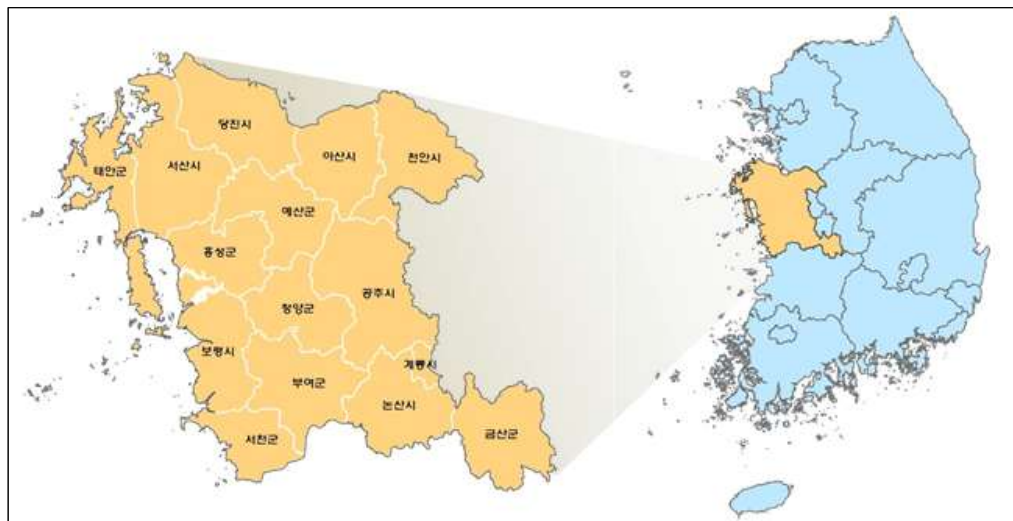 당진시
아산시
천안시
태안군
서산시
예산군
홍성군
청양군
공주시
보령시
계룡시
부여군
논산시
서천군
금산군